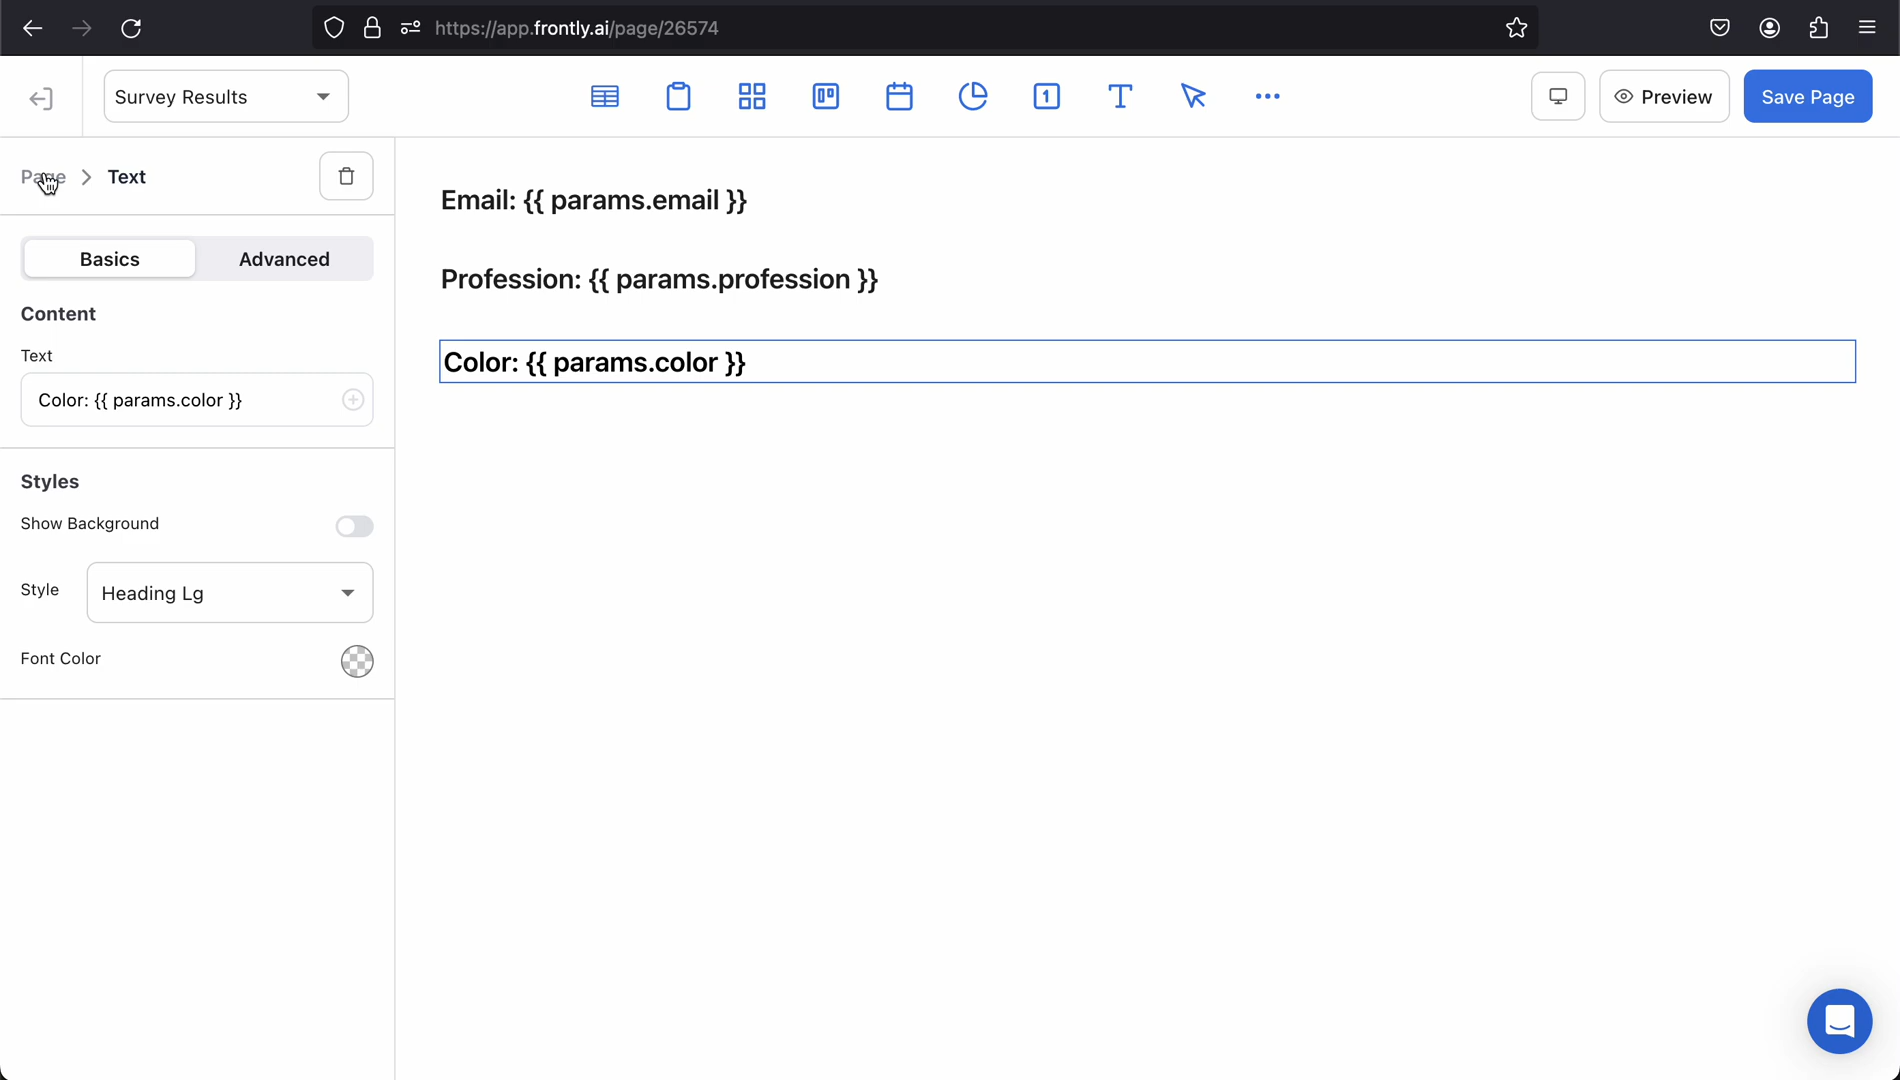 https://app.frontly.ai/page/26574
Survey Results
1
T
Preview
Save Page
Page > Text
Basics
Advanced
Content
Text
Color: {{ params.color }}
Styles
Show Background
Style
Heading Lg
Font Color
Email: {{ params.email }}
Profession: {{ params.profession }}
Color: {{ params.color }}